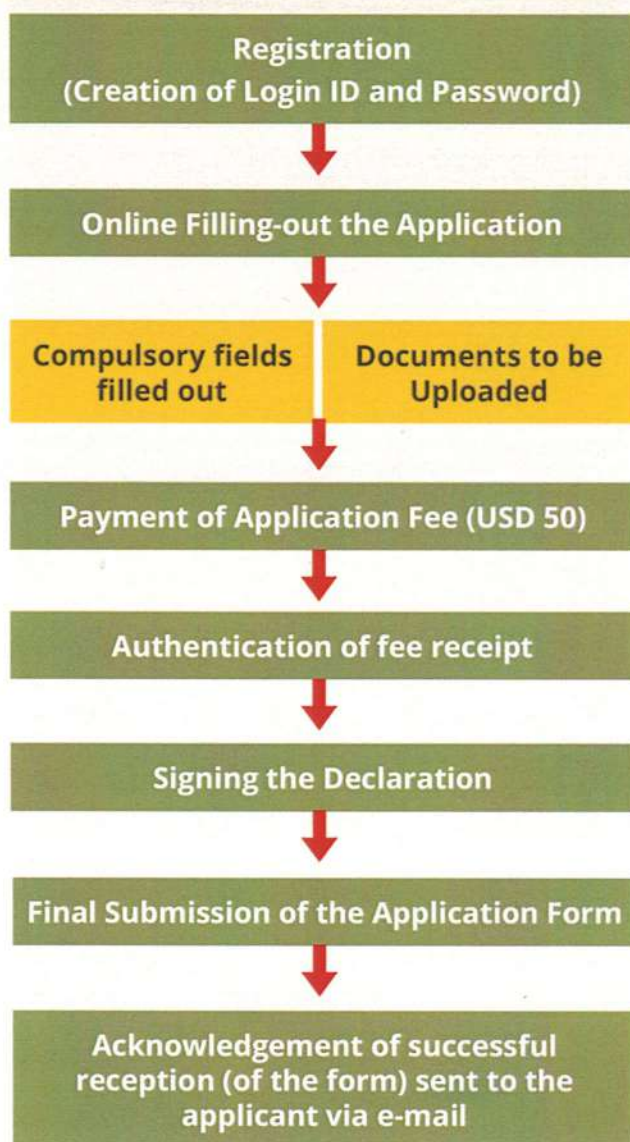 Registration
(Creation of Login ID and Password)
Online Filling-out the Application
Compulsory fields
filled out
Documents to be
Uploaded
Payment of Application Fee (USD 50)
Authentication of fee receipt
Signing the Declaration
Final Submission of the Application Form
Acknowledgement of successful
reception (of the form) sent to the
applicant via e-mail